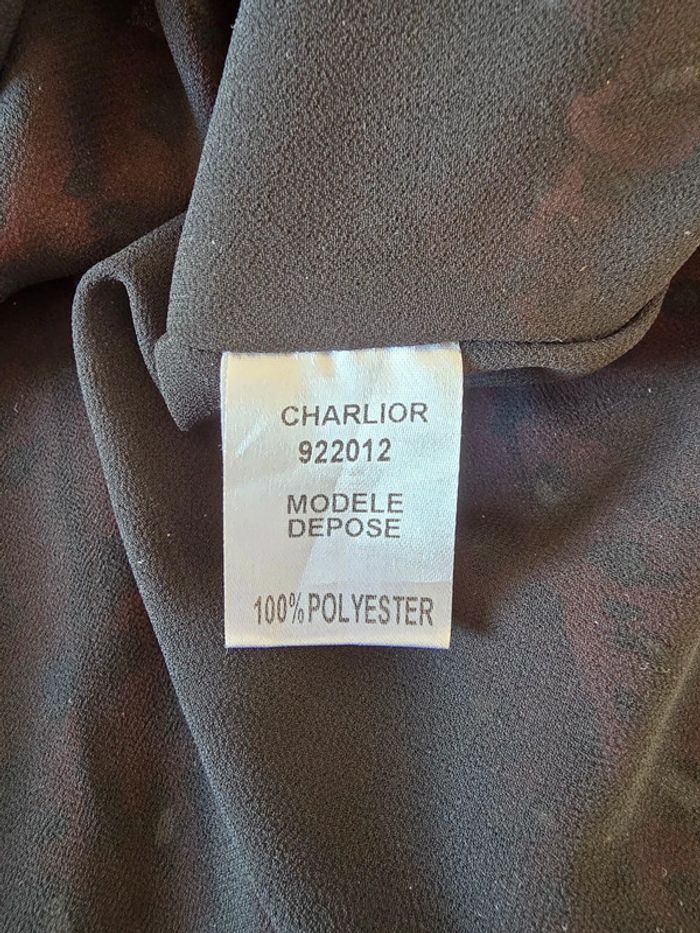 CHARLIOR
922012
MODELE
DEPOSE
100% POLYESTER